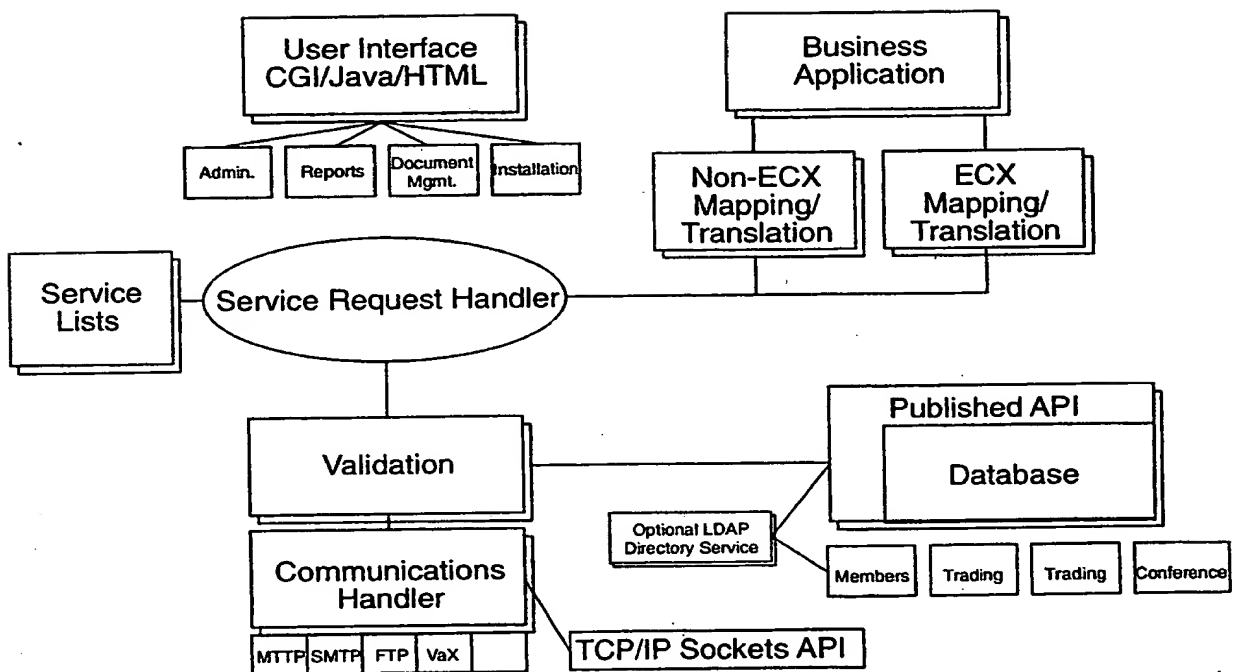 User Interface
CGI/Java/HTML
Business
Application
Admin.
Reports
Document
Mgmt.
Installation
Non-ECX
Mapping/
Translation
ECX
Mapping/
Translation
Service
Lists
Service Request Handler
Published API
Database
Validation
Optional LDAP
Directory Service
Members
Trading
Trading
Conference
Communications
Handler
TCP/IP Sockets API
MTTP
SMTP
FTP
VaX